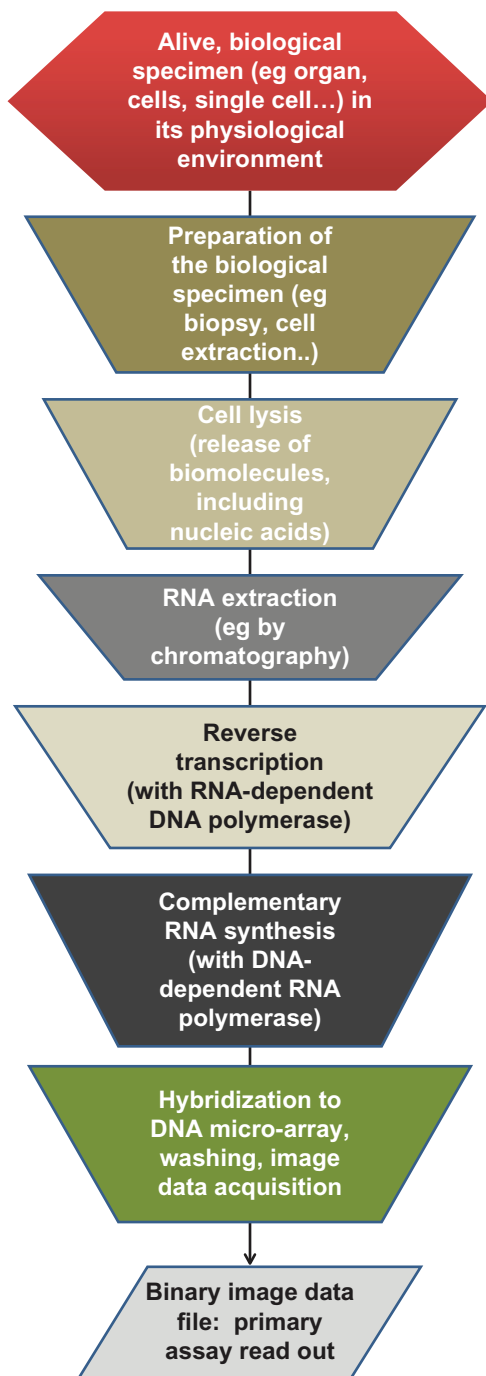 Alive, biological
specimen (eg organ,
cells, single cell…) in
its physiological
environment
Preparation of
the biological
specimen (eg
biopsy, cell
extraction..)
Cell lysis
(release of
biomolecules,
including
nucleic acids)
RNA extraction
(eg by
chromatography)
Reverse
transcription
(with RNA-dependent
DNA polymerase)
Complementary
RNA synthesis
(with DNA-
dependent RNA
polymerase)
Hybridization to
DNA micro-array,
washing, image
data acquisition
Binary image data
file: primary
assay read out